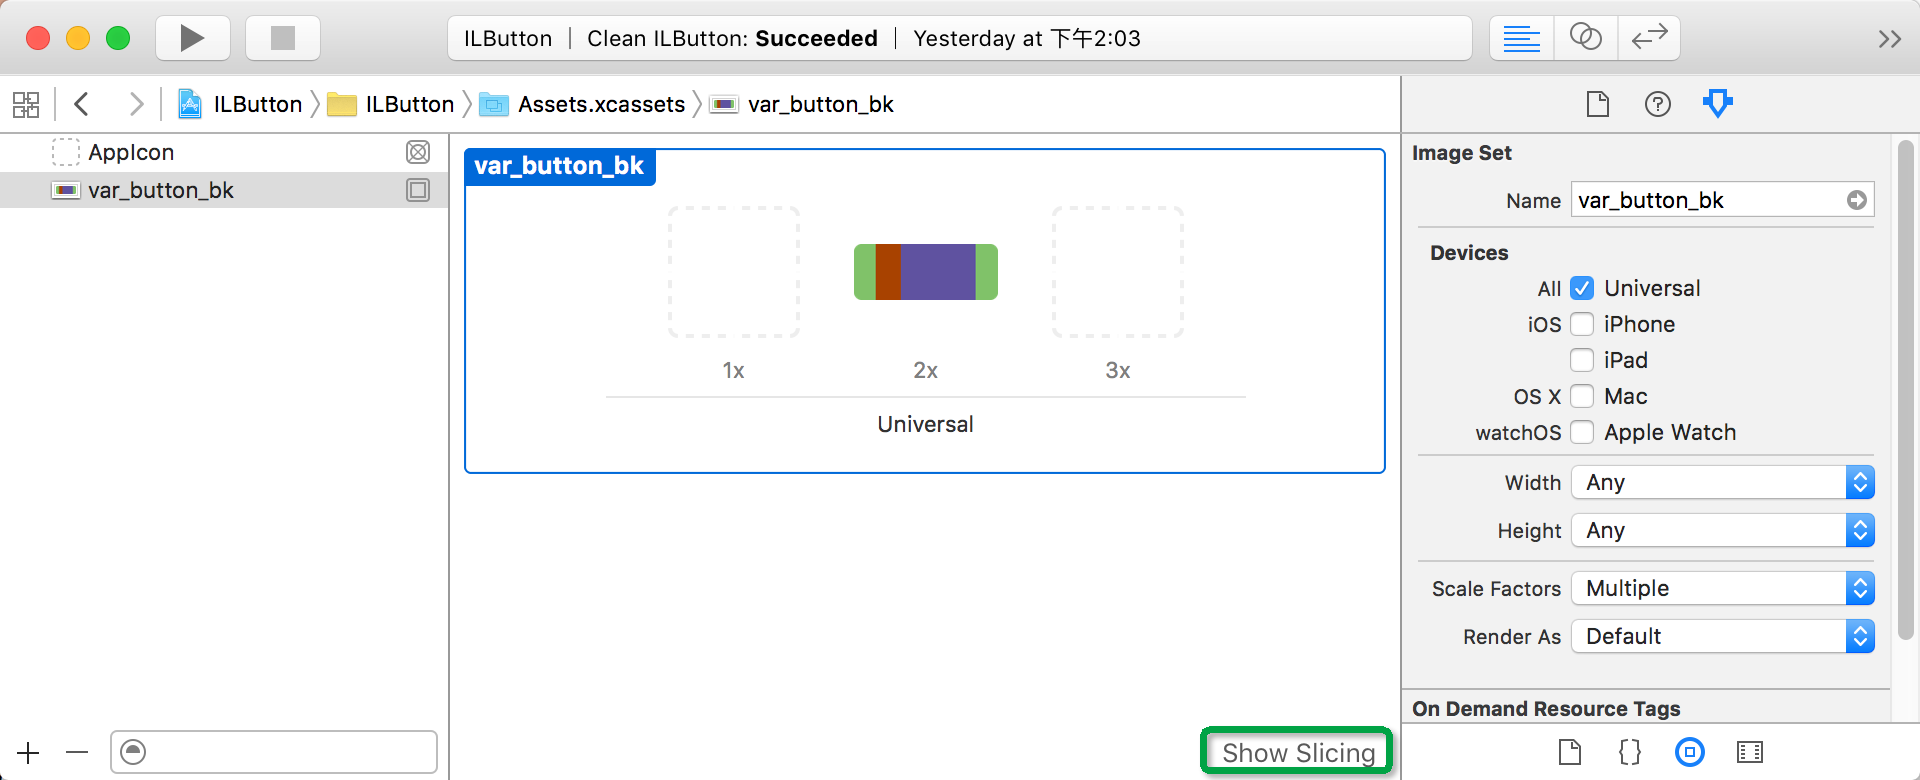 ILButton | Clean ILButton: Succeeded | Yesterday at 下午2:03
ILButton ILButton Assets.xcassets var_button_bk
AppIcon
var_button_bk
var_button_bk
1x 2x 3x
Universal
Show Slicing
Image Set
Name var_button_bk
Devices
All Universal
iOS iPhone
iPad
OS X Mac
watchOS Apple Watch
Width Any
Height Any
Scale Factors Multiple
Render As Default
On Demand Resource Tags